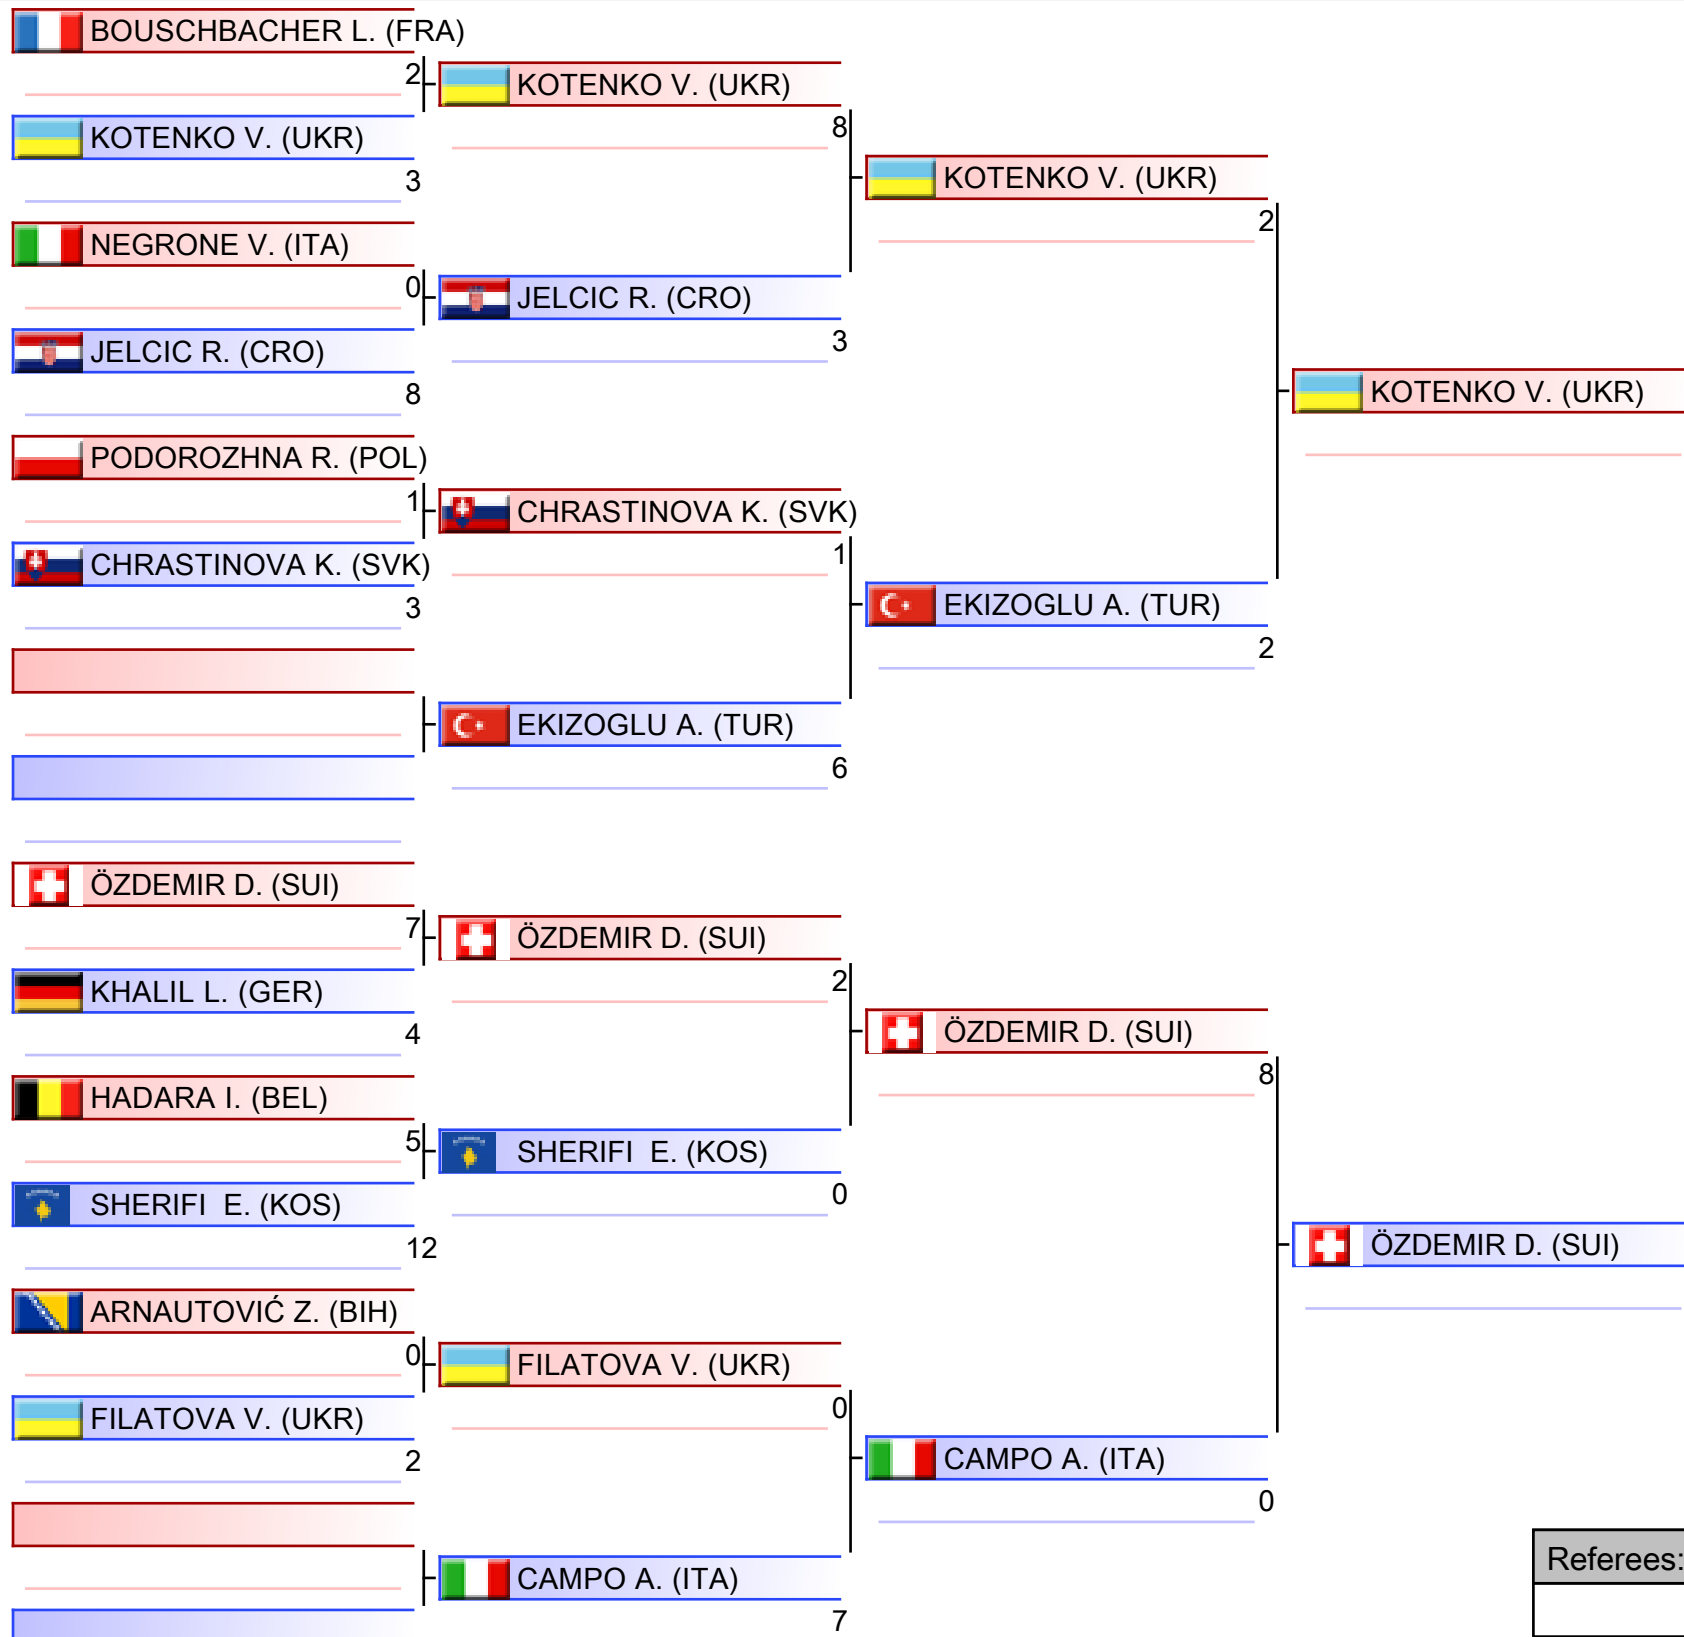 BOUSCHBACHER L. (FRA)
2
KOTENKO V. (UKR)
3
NEGRONE V. (ITA)
0
JELCIC R. (CRO)
8
PODOROZHNA R. (POL)
1
CHRASTINOVA K. (SVK)
3
ÖZDEMIR D. (SUI)
7
KHALIL L. (GER)
4
HADARA I. (BEL)
5
SHERIFI  E. (KOS)
12
ARNAUTOVIĆ Z. (BIH)
0
FILATOVA V. (UKR)
2
KOTENKO V. (UKR)
8
JELCIC R. (CRO)
3
CHRASTINOVA K. (SVK)
1
EKIZOGLU A. (TUR)
6
ÖZDEMIR D. (SUI)
2
SHERIFI  E. (KOS)
0
FILATOVA V. (UKR)
0
CAMPO A. (ITA)
7
KOTENKO V. (UKR)
2
EKIZOGLU A. (TUR)
2
ÖZDEMIR D. (SUI)
8
CAMPO A. (ITA)
0
KOTENKO V. (UKR)
ÖZDEMIR D. (SUI)
Referees: